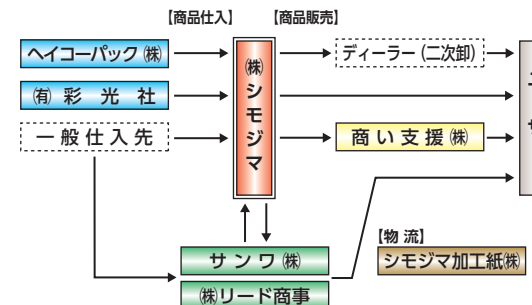 【商品仕入】
【商品販売】
ヘイコーパック㈱
㈲彩光社
一般仕入先
㈱シモジマ
ディーラー（二次卸）
商い支援㈱
サンワ㈱
㈱リード商事
【物流】
シモジマ加工紙㈱